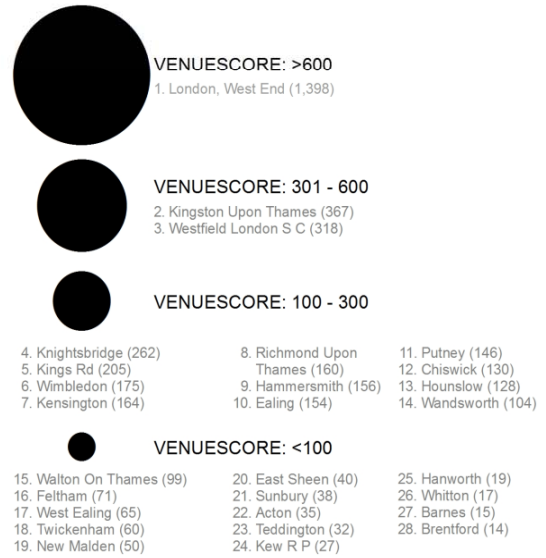 VENUESCORE: >600
1. London, West End (1,398)
VENUESCORE: 301 - 600
2. Kingston Upon Thames (367)
3. Westfield London S C (318)
VENUESCORE: 100 - 300
4. Knightsbridge (262)
5. Kings Rd (205)
6. Wimbledon (175)
7. Kensington (164)
8. Richmond Upon
Thames (160)
9. Hammersmith (156)
10. Ealing (154)
11. Putney (146)
12. Chiswick (130)
13. Hounslow (128)
14. Wandsworth (104)
VENUESCORE: <100
15. Walton On Thames (99)
16. Feltham (71)
17. West Ealing (65)
18. Twickenham (60)
19. New Malden (50)
20. East Sheen (40)
21. Sunbury (38)
22. Acton (35)
23. Teddington (32)
24. Kew R P (27)
25. Hanworth (19)
26. Whitton (17)
27. Barnes (15)
28. Brentford (14)